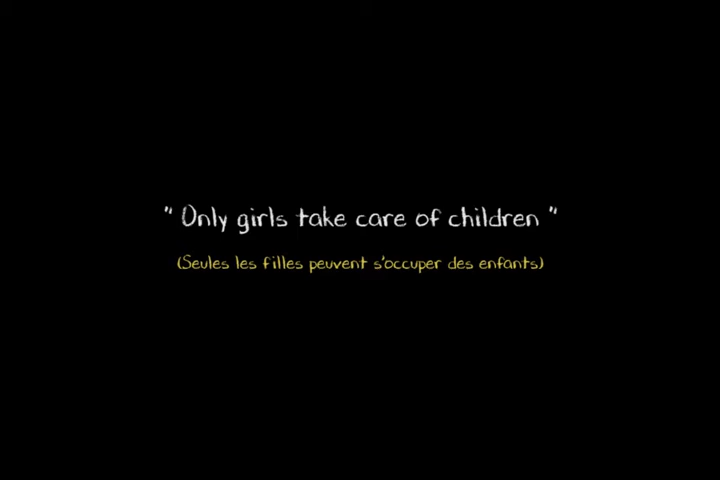 " Only girls take care of children "
(Seules les filles peuvent s'occuper des enfants)